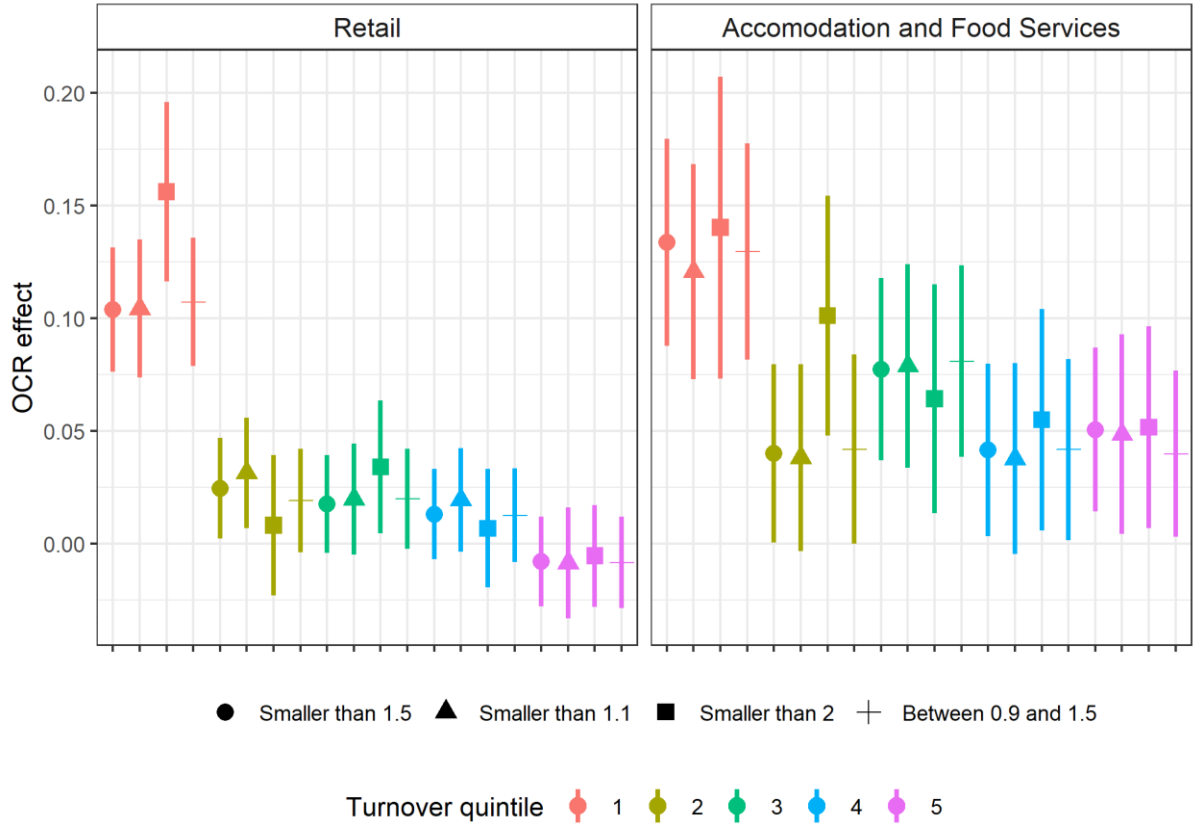 Retail
Accomodation and Food Services
OCR effect
0.20
0.15
0.10
0.05
0.00
Smaller than 1.5 Smaller than 1.1 Smaller than 2 Between 0.9 and 1.5
Turnover quintile 1 2 3 4 5